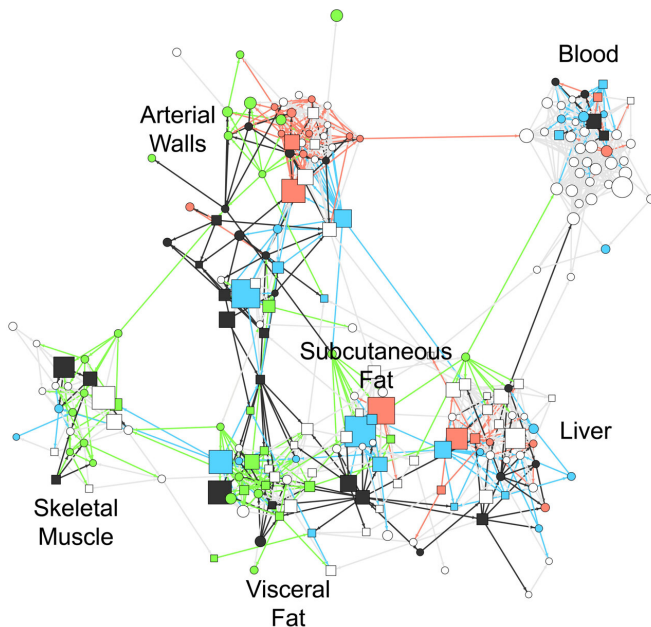 Blood
Arterial
Walls
Subcutaneous
Fat
Liver
Skeletal
Muscle
Visceral
Fat